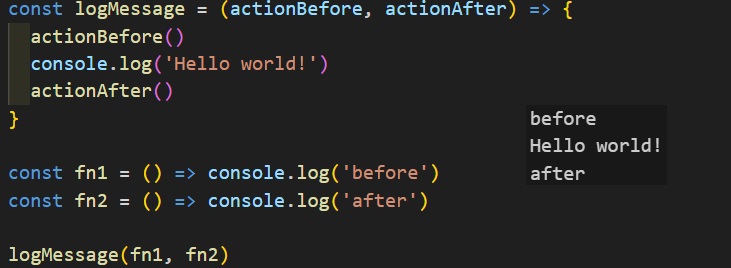 const logMessage = (actionBefore, actionAfter) => {
  actionBefore()
  console.log('Hello world!')
  actionAfter()
}
const fn1 = () => console.log('before')
const fn2 = () => console.log('after')
logMessage(fn1, fn2)
before
Hello world!
after